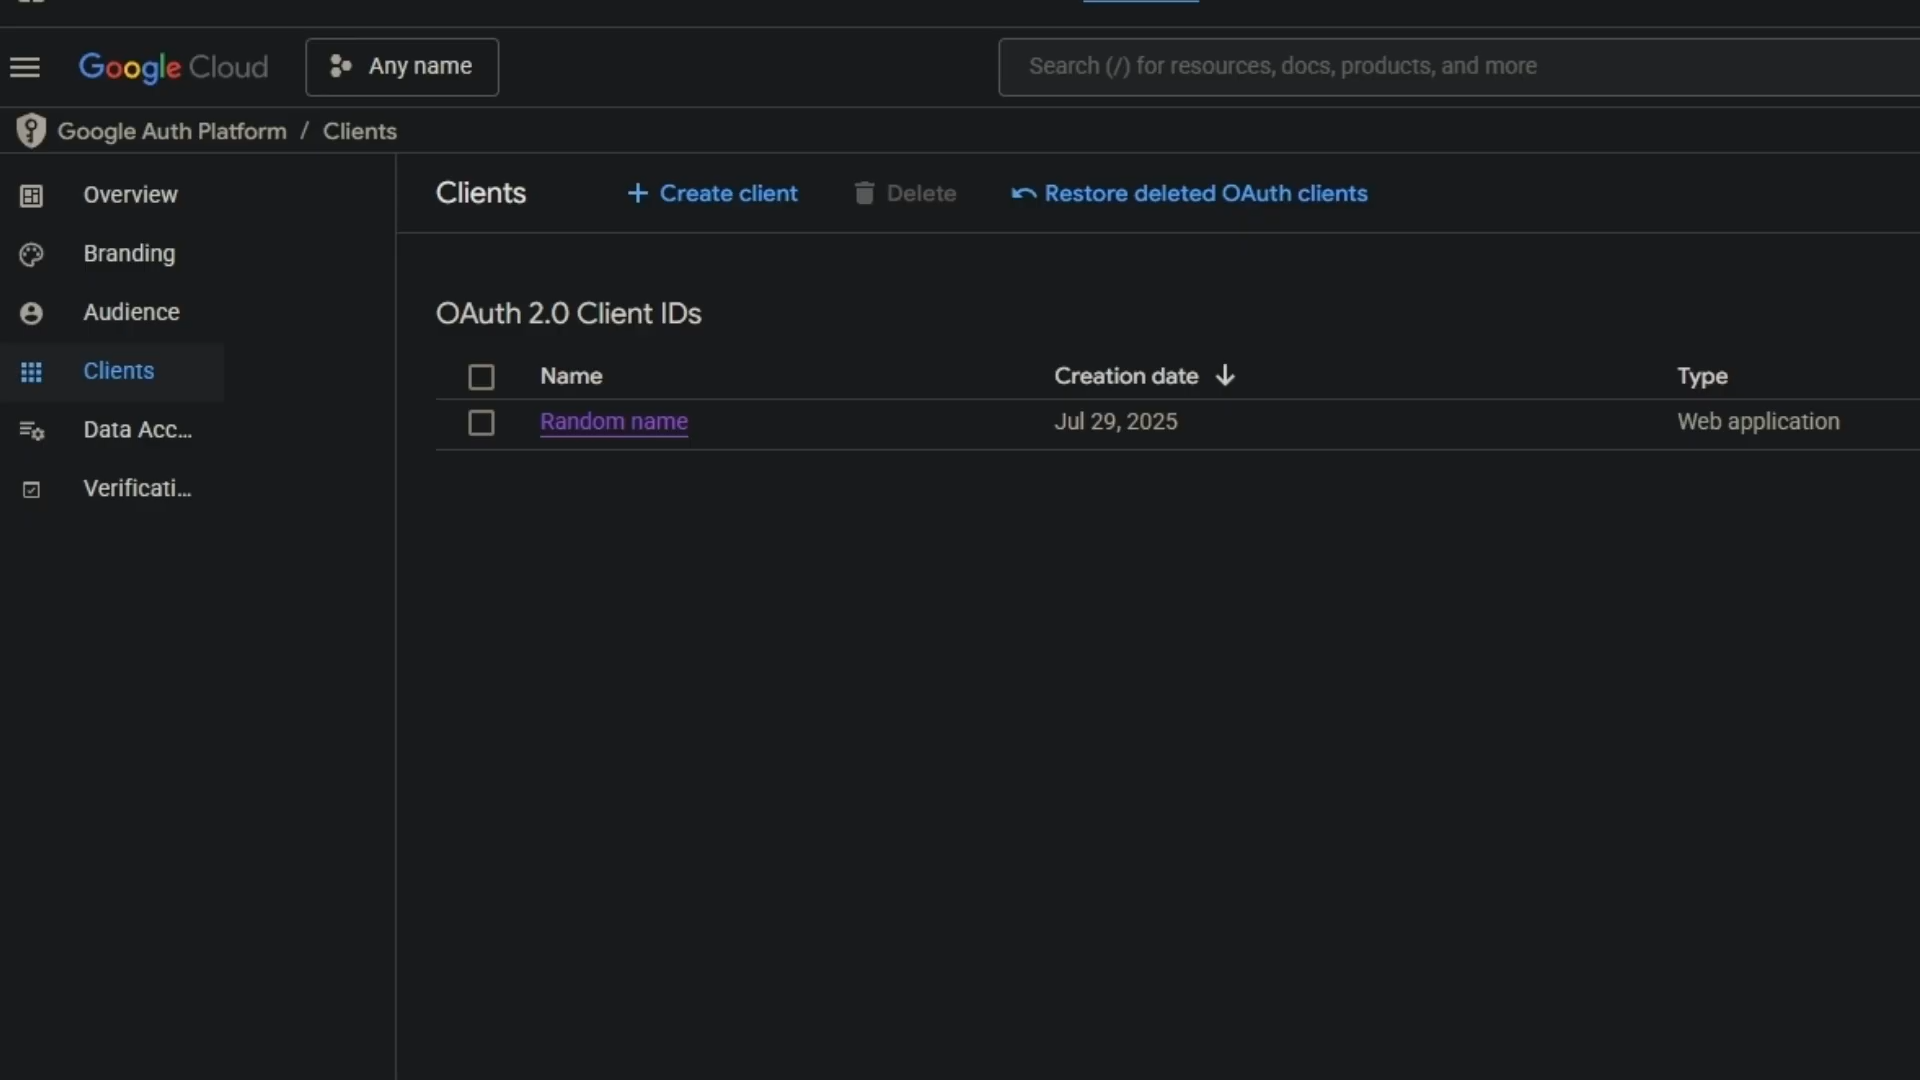 Google Cloud
Any name
Search (/) for resources, docs, products, and more
Google Auth Platform / Clients
Overview
Branding
Audience
Clients
Data Acc...
Verificati...
Clients
Create client
Delete
Restore deleted OAuth clients
OAuth 2.0 Client IDs
Name Creation date Type
Random name Jul 29, 2025 Web application